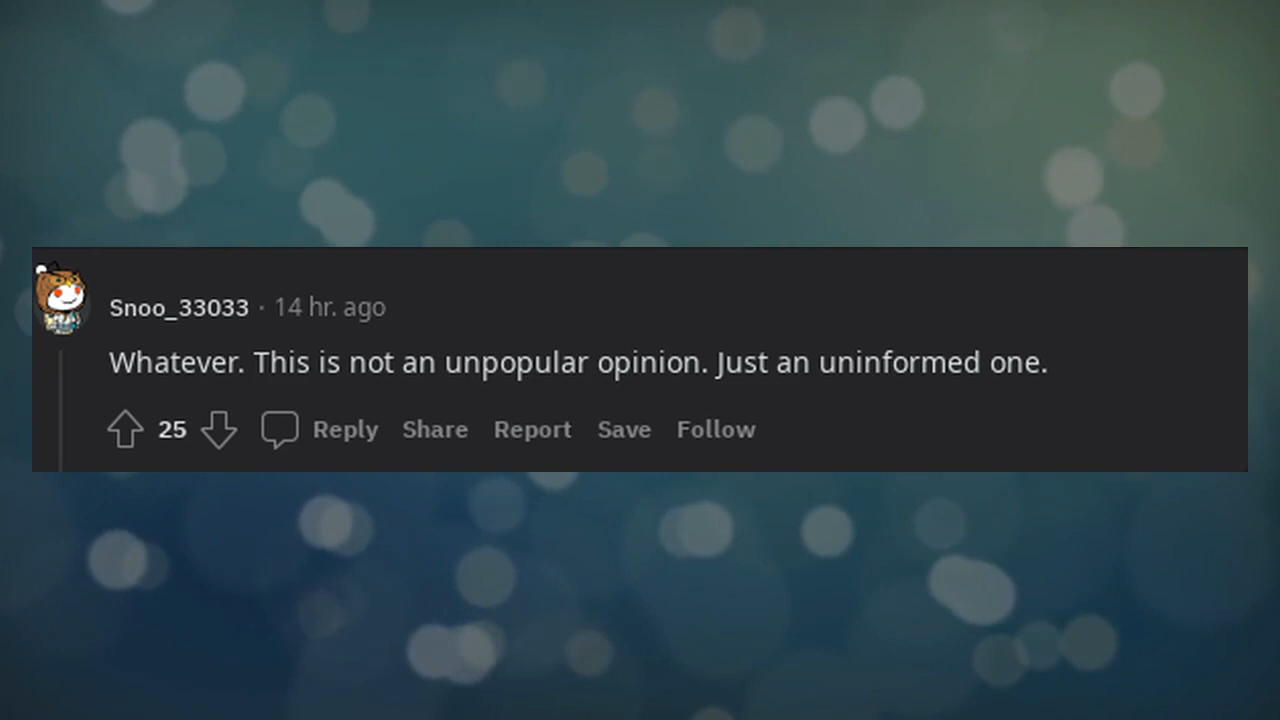 Snoo_33033 · 14 hr. ago
Whatever. This is not an unpopular opinion. Just an uninformed one.
25 Reply Share Report Save Follow